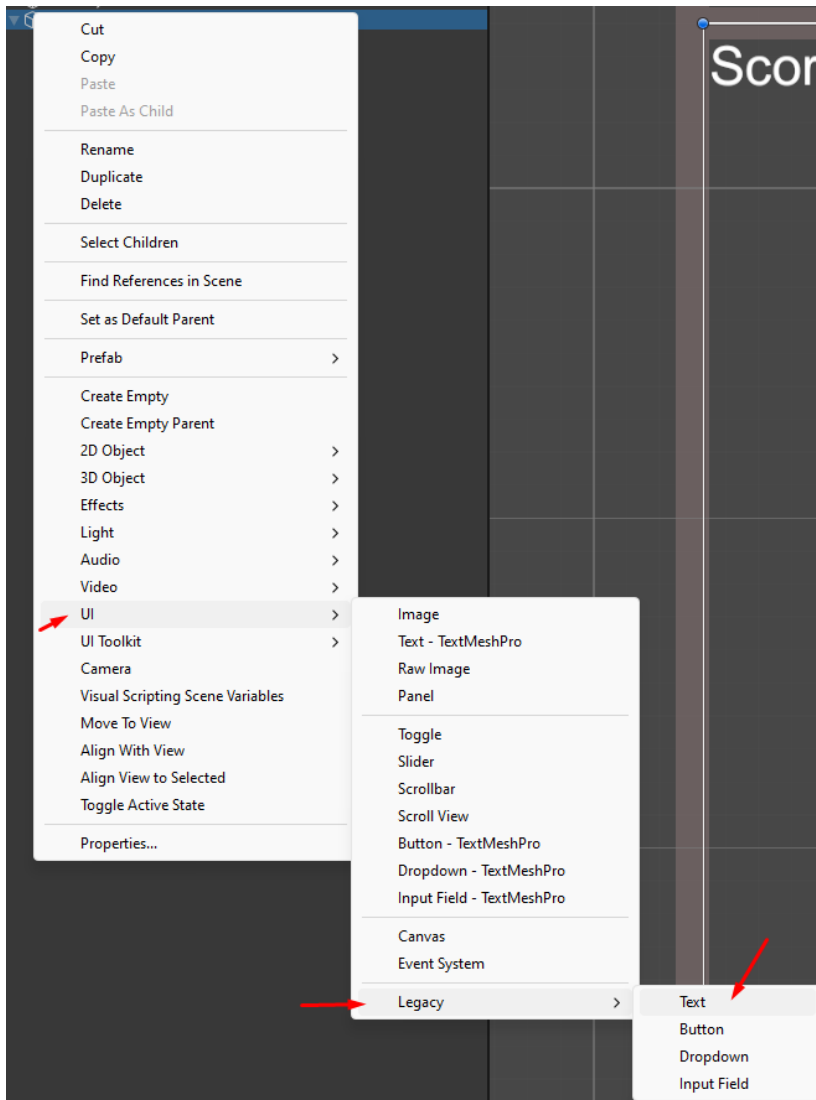 Cut
Copy
Paste
Paste As Child
Rename
Duplicate
Delete
Select Children
Find References in Scene
Set as Default Parent
Prefab
Create Empty
Create Empty Parent
2D Object
3D Object
Effects
Light
Audio
Video
UI
UI Toolkit
Camera
Visual Scripting Scene Variables
Move To View
Align With View
Align View to Selected
Toggle Active State
Properties...
Image
Text - TextMeshPro
Raw Image
Panel
Toggle
Slider
Scrollbar
Scroll View
Button - TextMeshPro
Dropdown - TextMeshPro
Input Field - TextMeshPro
Canvas
Event System
Legacy
Text
Button
Dropdown
Input Field
Scor